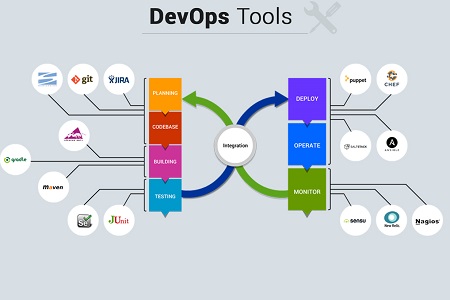 DevOps Tools
git
JIRA
PLANNING
CODEBASE
BUILDING
TESTING
gradle
maven
Se
JUnit
Integration
DEPLOY
OPERATE
MONITOR
puppet
CHEF
SALTSTACK
ANSIBLE
sensu
New Relic
Nagios